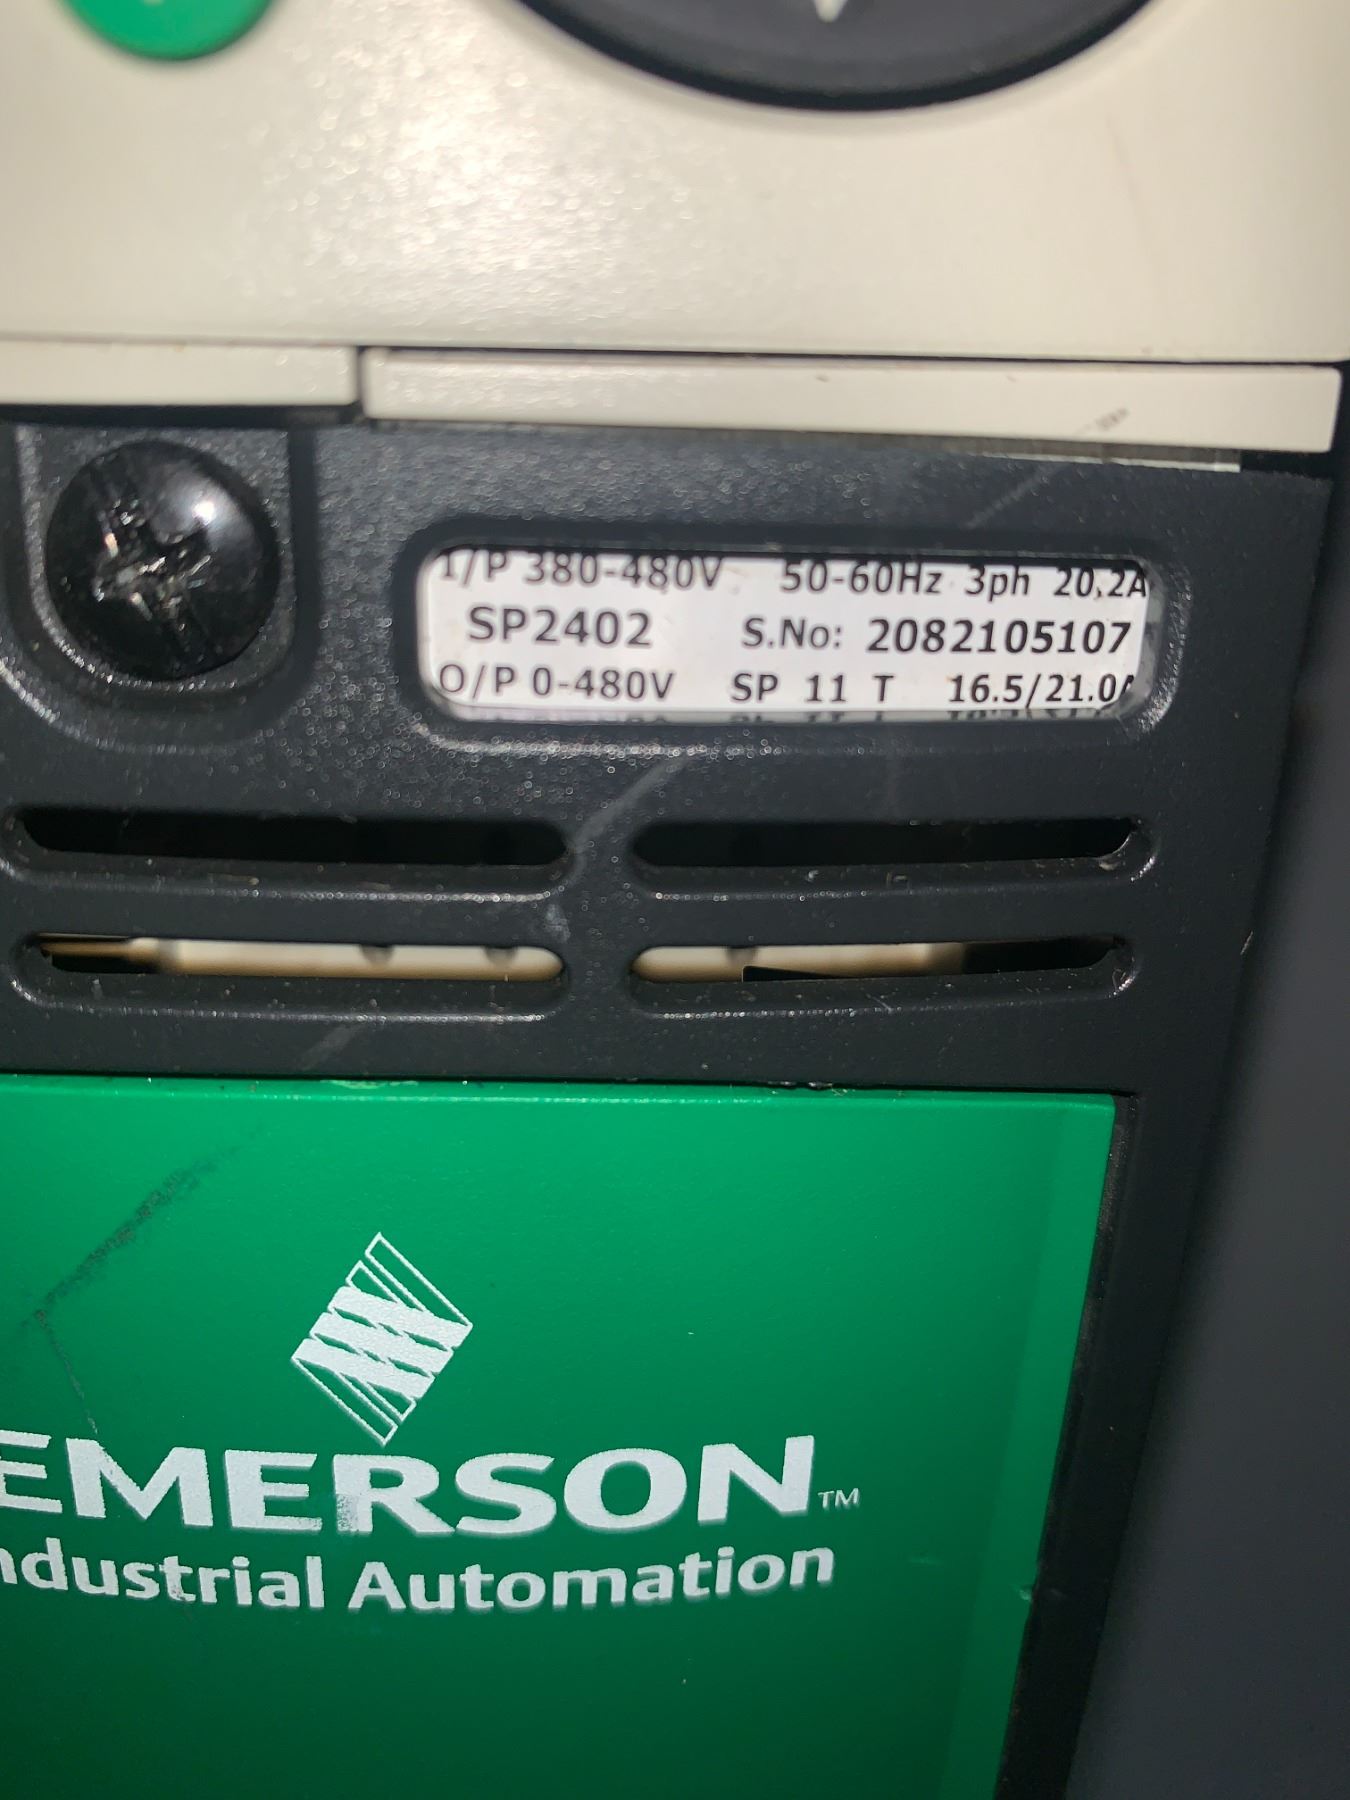 I/P 380-480V 50-60Hz 3ph 20.2A
SP2402 S.No: 2082105107
O/P 0-480V SP 11 T 16.5/21.0A
EMERSON™
ndustrial Automation